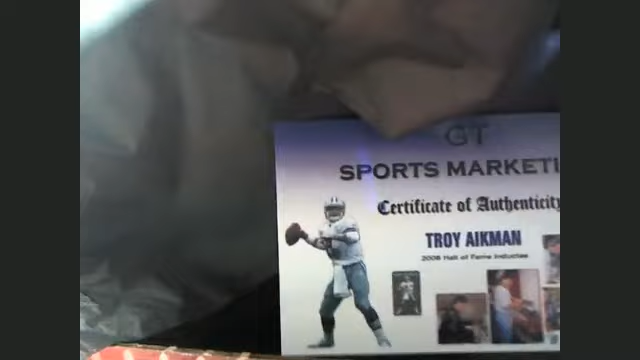 GT
SPORTS MARKETI
Certificate of Authenticity
TROY AIKMAN
2006 Hall of Fame Inductee